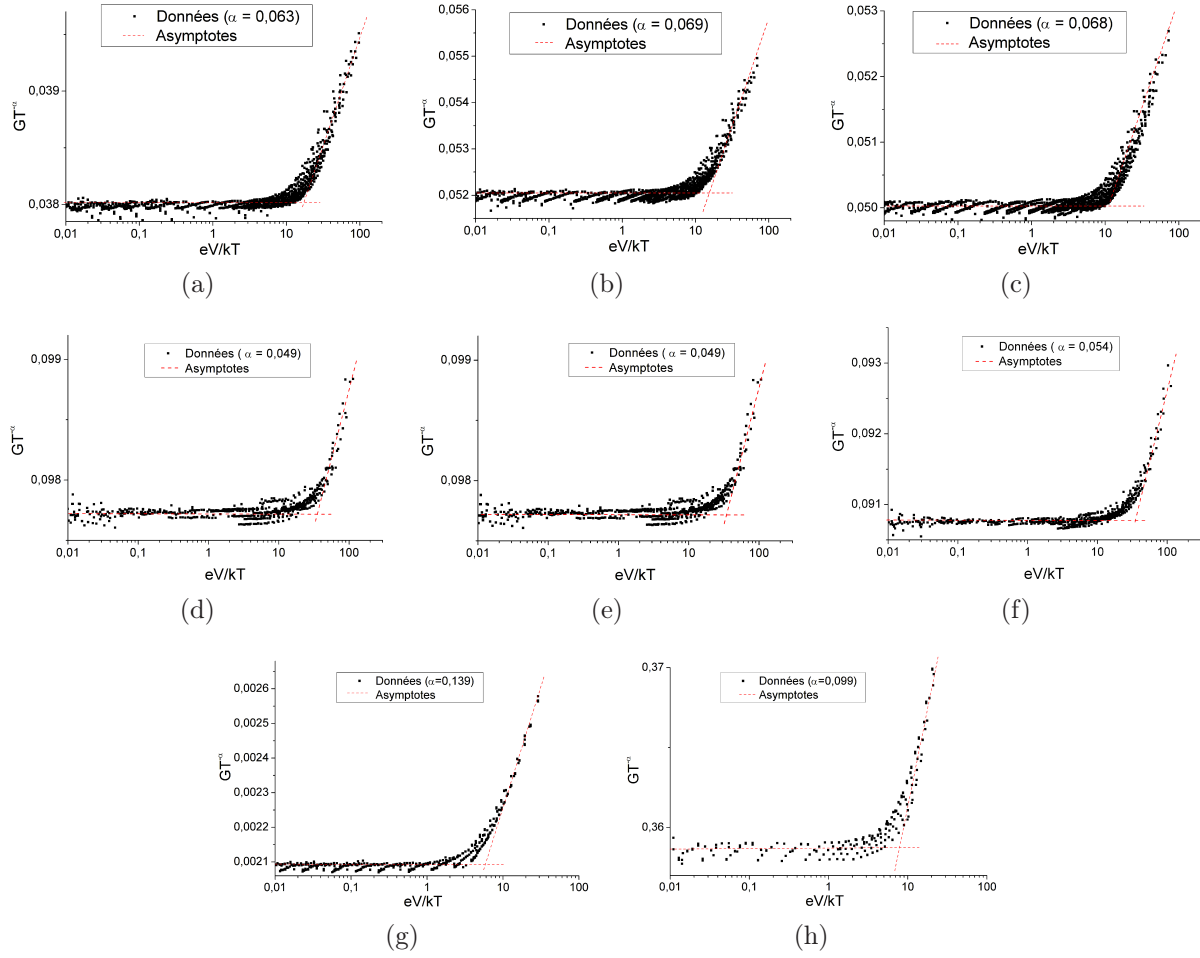 Données (α = 0,063)
Asymptotes
0,039
0,038
GT^-α
0,01 0,1 1 10 100
eV/kT
(a)
Données (α = 0,069)
Asymptotes
0,056
0,055
0,054
0,053
0,052
GT^-α
0,01 0,1 1 10 100
eV/kT
(b)
Données (α = 0,068)
Asymptotes
0,053
0,052
0,051
0,050
GT^-α
0,01 0,1 1 10 100
eV/kT
(c)
Données ( α = 0,049)
Asymptotes
0,099
0,098
GT^-α
0,01 0,1 1 10 100
eV/kT
(d)
Données ( α = 0,049)
Asymptotes
0,099
0,098
GT^-α
0,01 0,1 1 10 100
eV/kT
(e)
Données ( α = 0,054)
Asymptotes
0,093
0,092
0,091
GT^-α
0,01 0,1 1 10 100
eV/kT
(f)
Données (α=0,139)
Asymptotes
0,0026
0,0025
0,0024
0,0023
0,0022
0,0021
GT^-α
0,01 0,1 1 10 100
eV/kT
(g)
Données (α=0,099)
Asymptotes
0,37
0,36
GT^-α
0,01 0,1 1 10 100
eV/kT
(h)